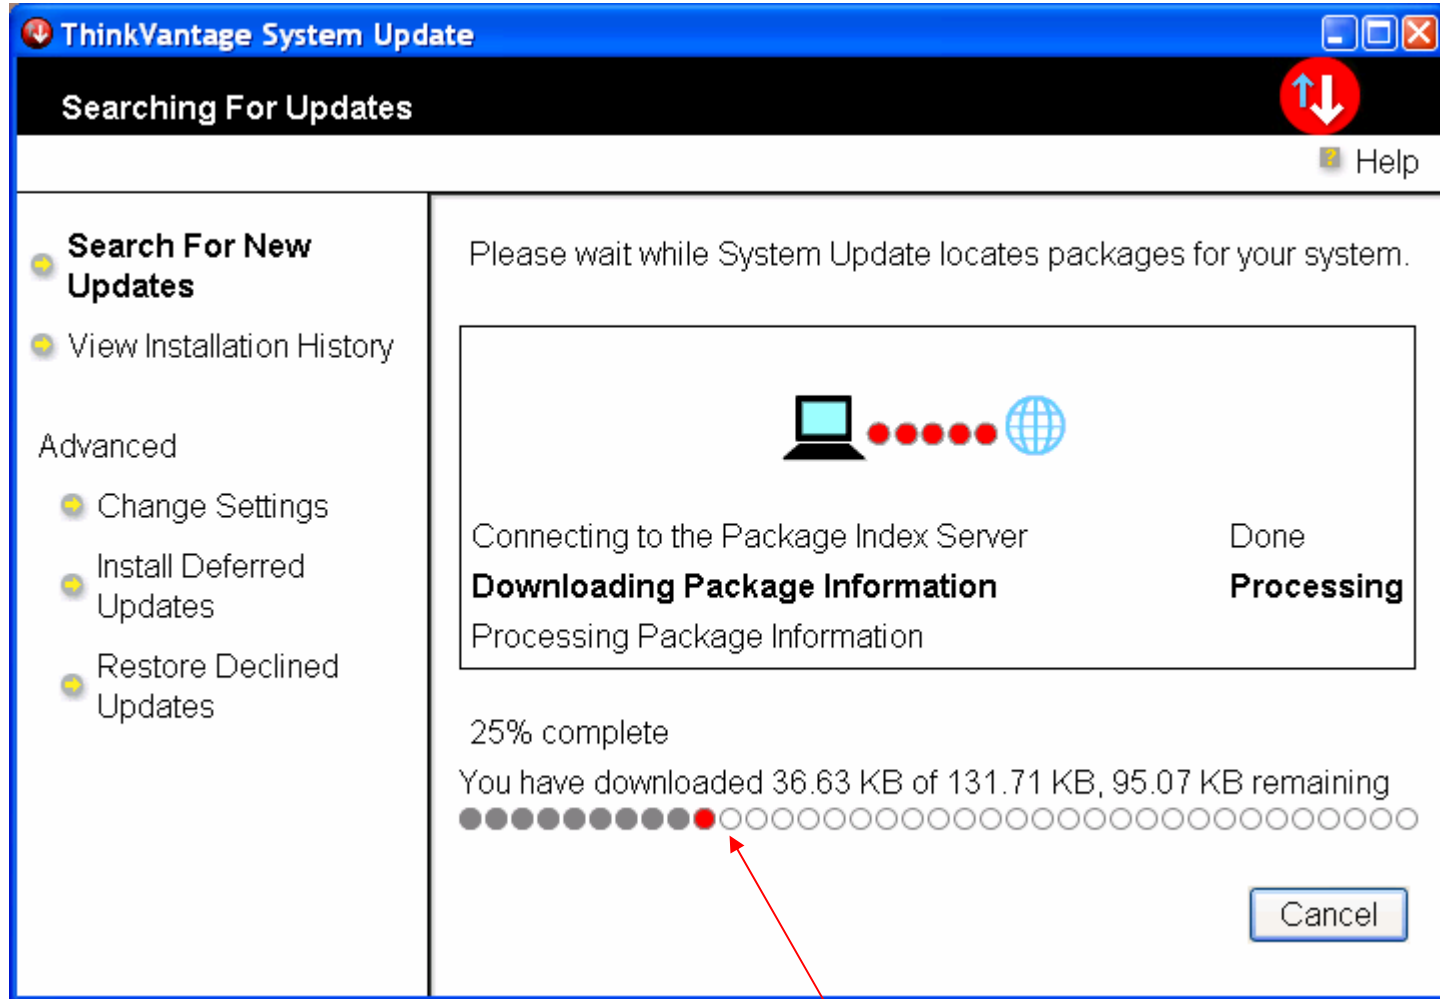 ThinkVantage System Update
Searching For Updates
Help
Search For New
Updates
View Installation History
Advanced
Change Settings
Install Deferred
Updates
Restore Declined
Updates
Please wait while System Update locates packages for your system.
Connecting to the Package Index Server Done
Downloading Package Information Processing
Processing Package Information
25% complete
You have downloaded 36.63 KB of 131.71 KB, 95.07 KB remaining
Cancel